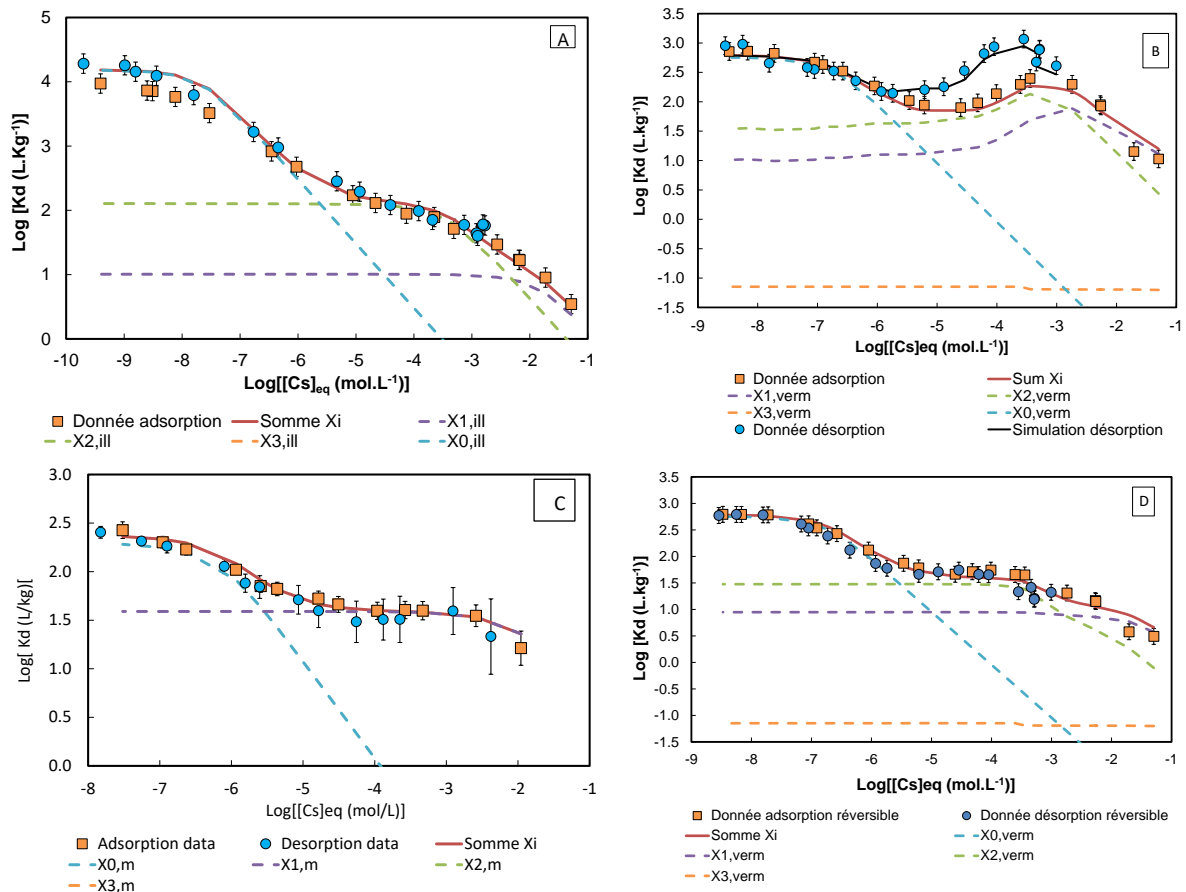 A
Log [Kd (L.Kg⁻¹)]
5
4
3
2
1
0
-10 -9 -8 -7 -6 -5 -4 -3 -2 -1
Log[[Cs]eq (mol.L⁻¹)]
Donnée adsorption Somme Xi X1,ill
X2,ill X3,ill X0,ill
B
Log [Kd (L.kg⁻¹)]
3.5
3.0
2.5
2.0
1.5
1.0
0.5
0.0
-0.5
-1.0
-1.5
-9 -8 -7 -6 -5 -4 -3 -2 -1
Log[[Cs]eq (mol.L⁻¹)]
Donnée adsorption Sum Xi
X1,verm X2,verm
X3,verm X0,verm
Donnée désorption Simulation désorption
C
Log[ Kd (L/kg)[
3.0
2.5
2.0
1.5
1.0
0.5
0.0
-8 -7 -6 -5 -4 -3 -2 -1
Log[[Cs]eq (mol/L)]
Adsorption data Desorption data Somme Xi
X0,m X1,m X2,m
X3,m
D
Log [Kd (L.kg⁻¹)]
3.5
3.0
2.5
2.0
1.5
1.0
0.5
0.0
-0.5
-1.0
-1.5
-9 -8 -7 -6 -5 -4 -3 -2 -1
Log[[Cs]eq (mol.L⁻¹)]
Donnée adsorption réversible Donnée désorption réversible
Somme Xi X0,verm
X1,verm X2,verm
X3,verm